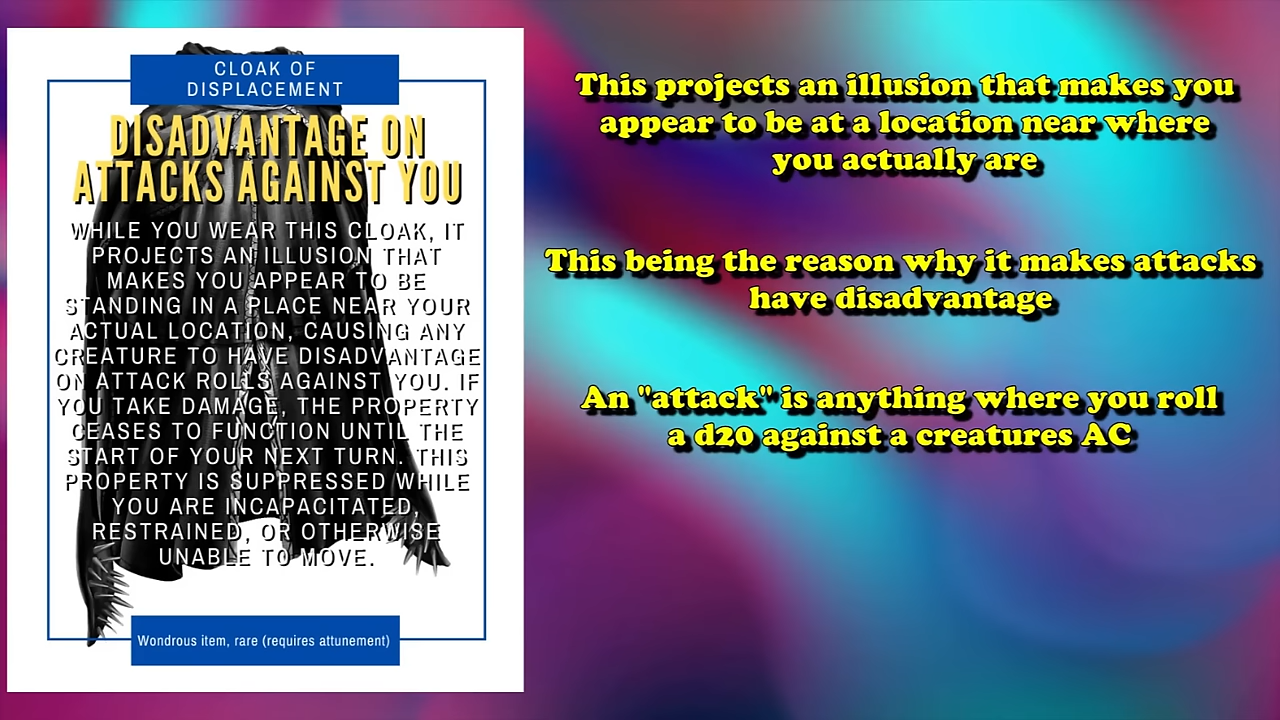 CLOAK OF
DISPLACEMENT
DISADVANTAGE ON
ATTACKS AGAINST YOU
WHILE YOU WEAR THIS CLOAK, IT
PROJECTS AN ILLUSION THAT
MAKES YOU APPEAR TO BE
STANDING IN A PLACE NEAR YOUR
ACTUAL LOCATION, CAUSING ANY
CREATURE TO HAVE DISADVANTAGE
ON ATTACK ROLLS AGAINST YOU. IF
YOU TAKE DAMAGE, THE PROPERTY
CEASES TO FUNCTION UNTIL THE
START OF YOUR NEXT TURN. THIS
PROPERTY IS SUPPRESSED WHILE
YOU ARE INCAPACITATED,
RESTRAINED, OR OTHERWISE
UNABLE TO MOVE.
Wondrous item, rare (requires attunement)
This projects an illusion that makes you
appear to be at a location near where
you actually are
This being the reason why it makes attacks
have disadvantage
An "attack" is anything where you roll
a d20 against a creatures AC